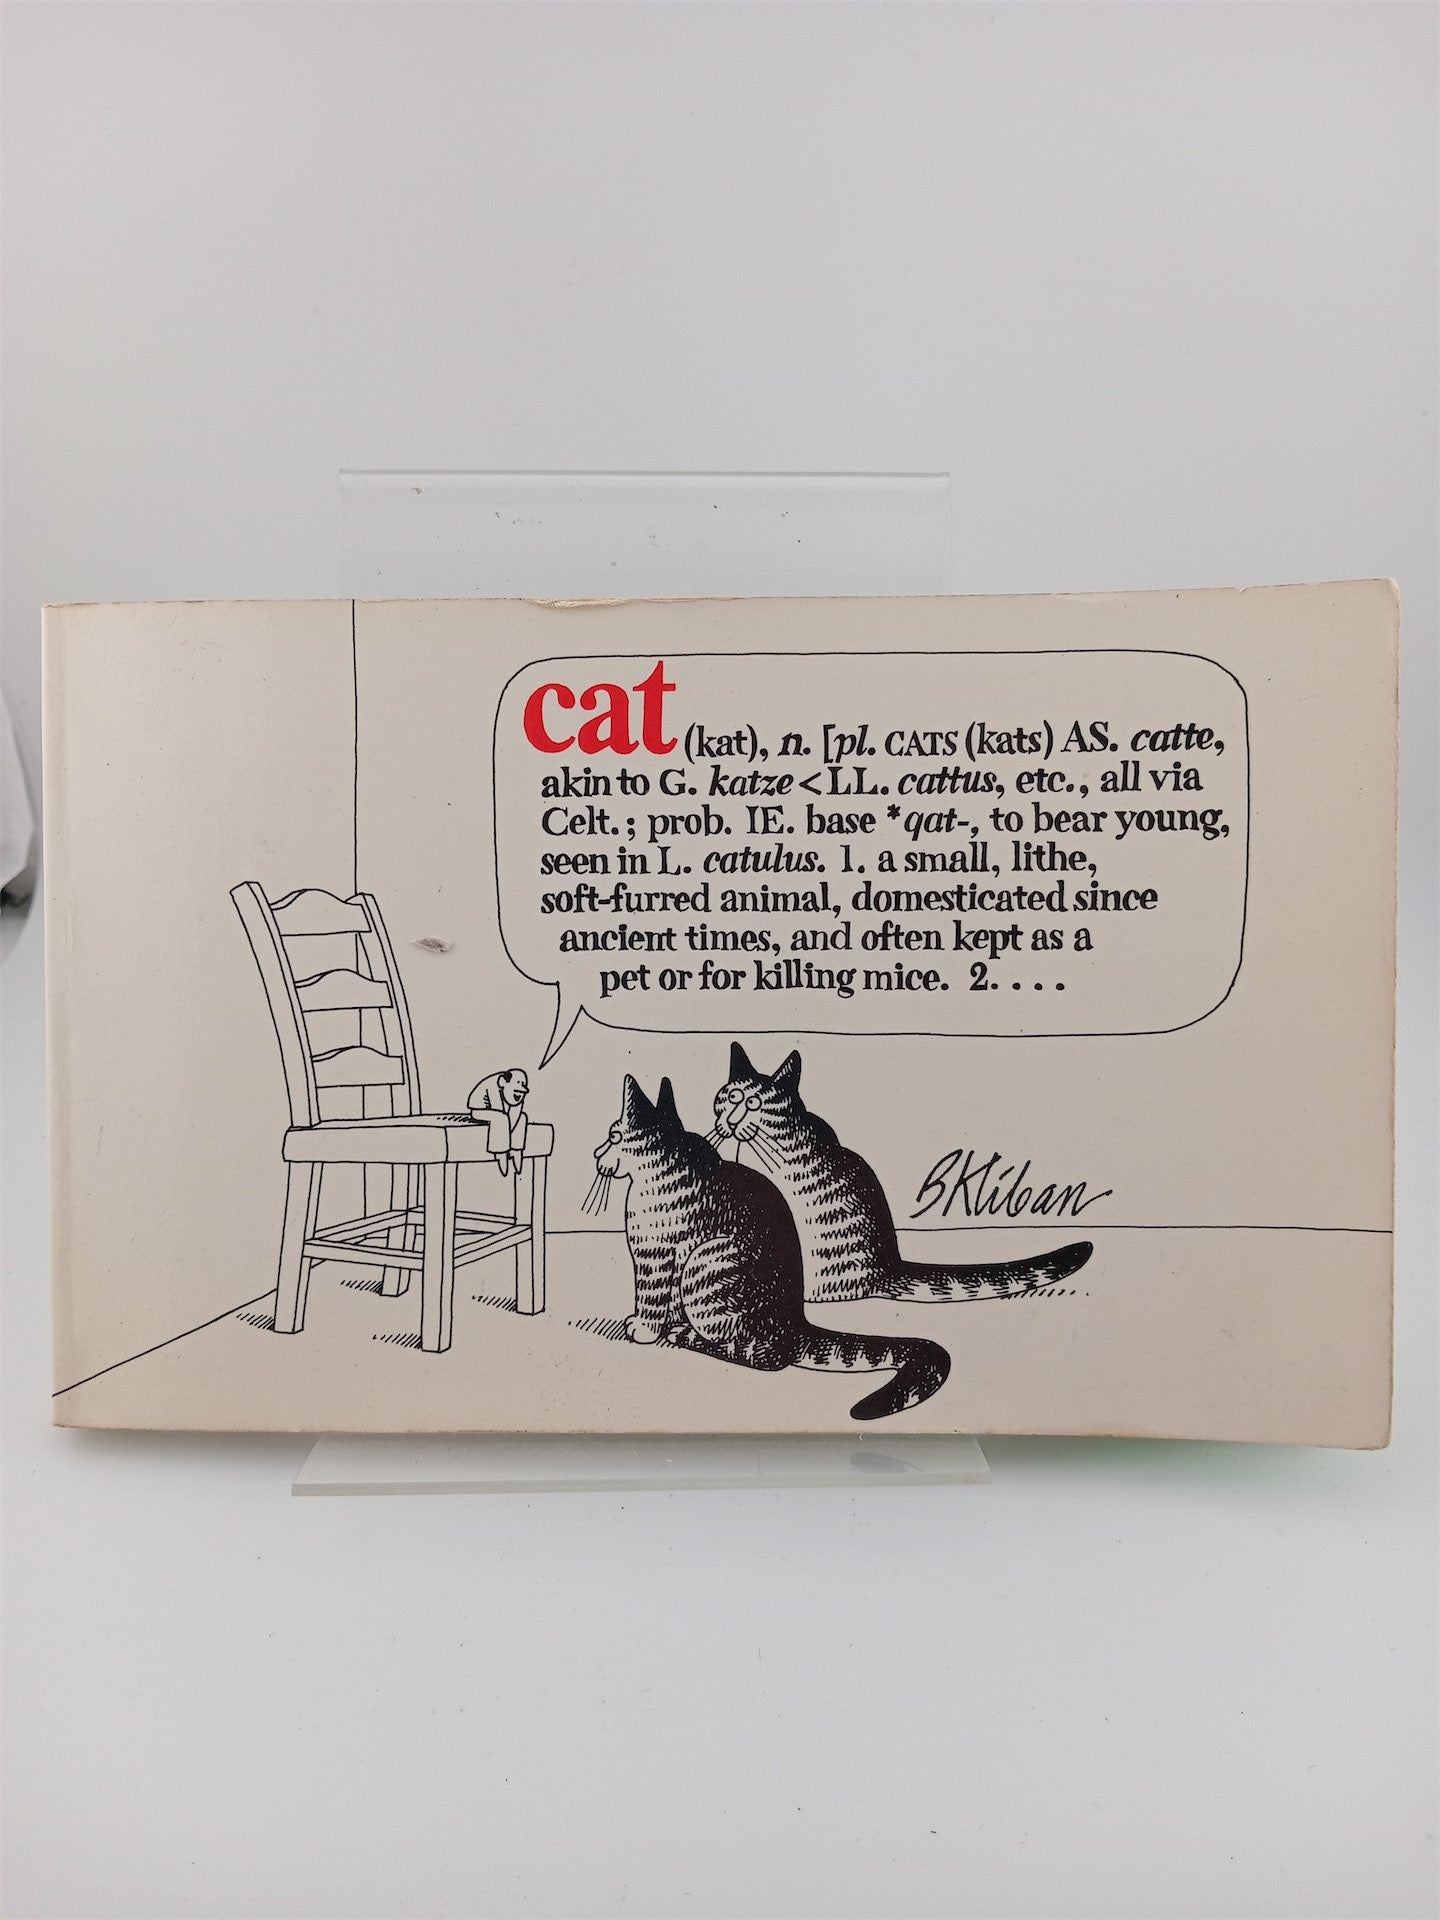 cat (kat), n. [pl. CATS (kats) AS. catte,
akin to G. katze < LL. cattus, etc., all via
Celt.; prob. IE. base *qat-, to bear young,
seen in L. catulus. 1. a small, lithe,
soft-furred animal, domesticated since
ancient times, and often kept as a
pet or for killing mice. 2. . . .
B Kliban